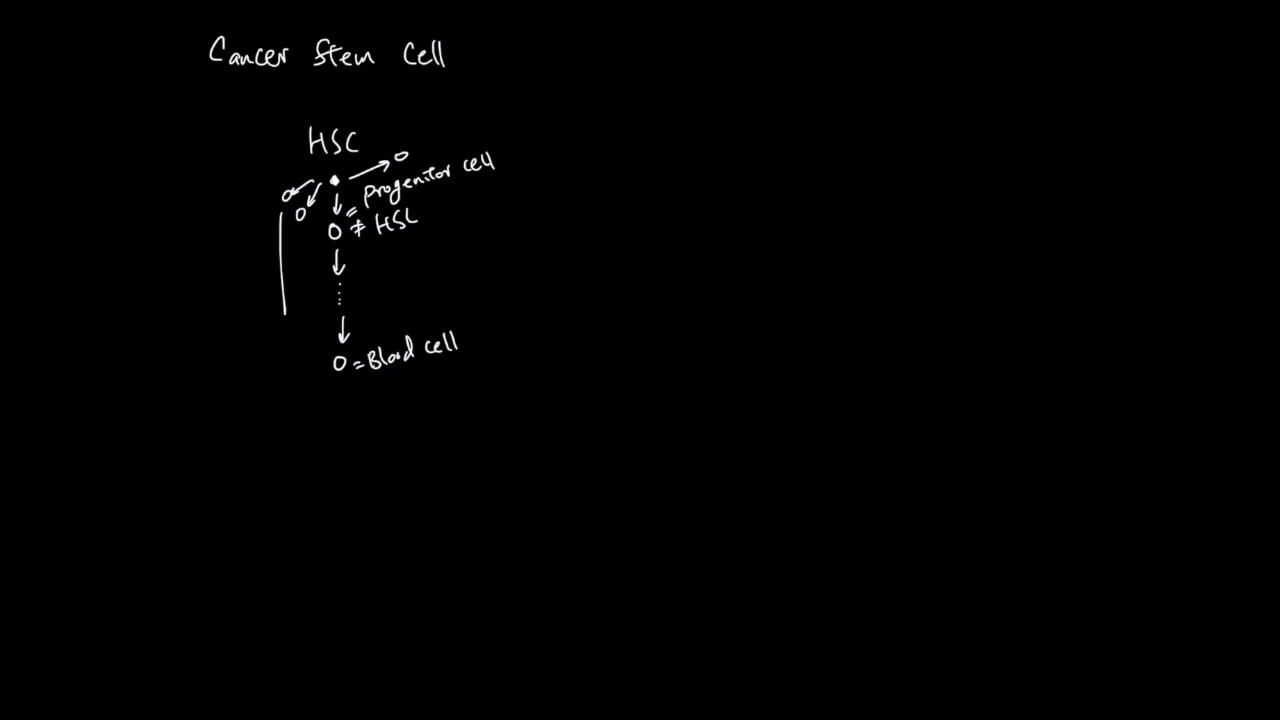 Cancer Stem Cell
HSC
= Progenitor cell
≠ HSC
= Blood cell